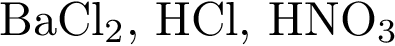 BaCl₂, HCl, HNO₃